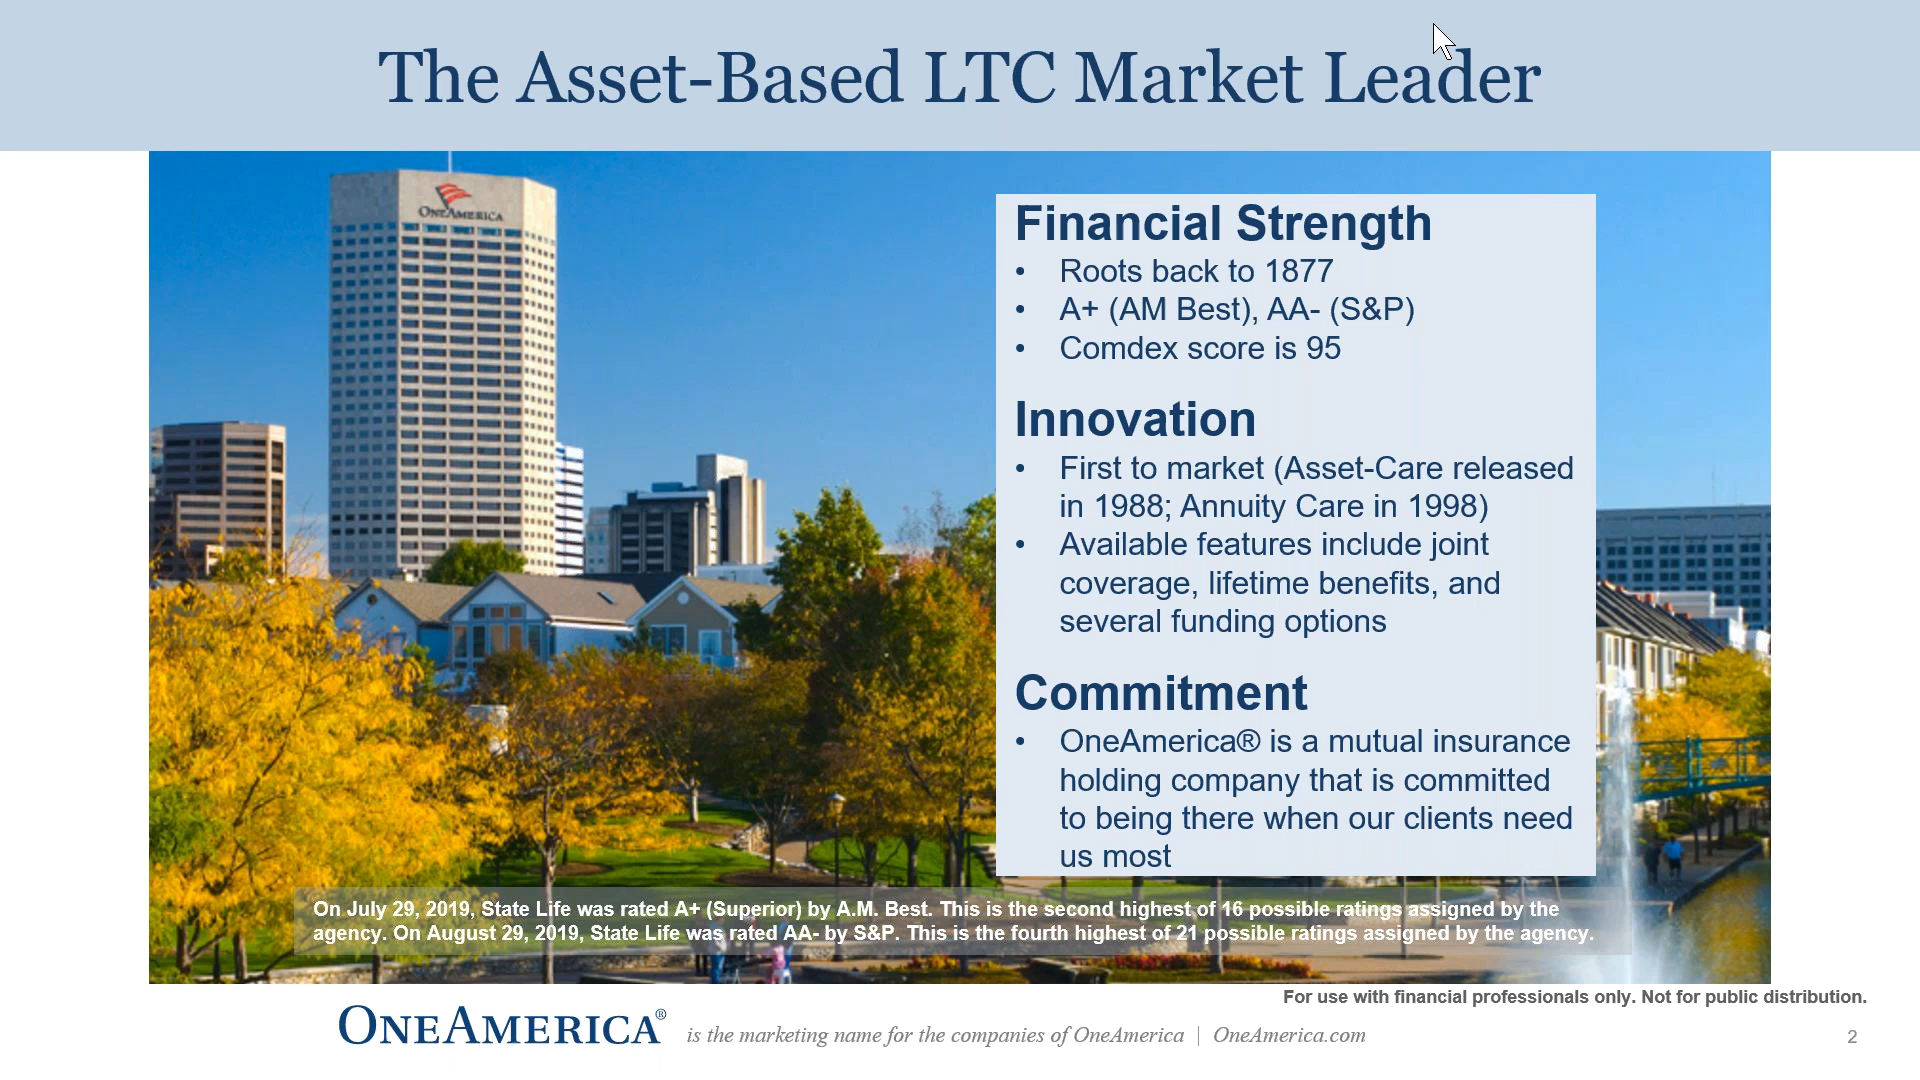 The Asset-Based LTC Market Leader
ONEAMERICA
Financial Strength
• Roots back to 1877
• A+ (AM Best), AA- (S&P)
• Comdex score is 95
Innovation
• First to market (Asset-Care released
in 1988; Annuity Care in 1998)
• Available features include joint
coverage, lifetime benefits, and
several funding options
Commitment
• OneAmerica® is a mutual insurance
holding company that is committed
to being there when our clients need
us most
On July 29, 2019, State Life was rated A+ (Superior) by A.M. Best. This is the second highest of 16 possible ratings assigned by the
agency. On August 29, 2019, State Life was rated AA- by S&P. This is the fourth highest of 21 possible ratings assigned by the agency.
For use with financial professionals only. Not for public distribution.
ONEAMERICA® is the marketing name for the companies of OneAmerica | OneAmerica.com
2